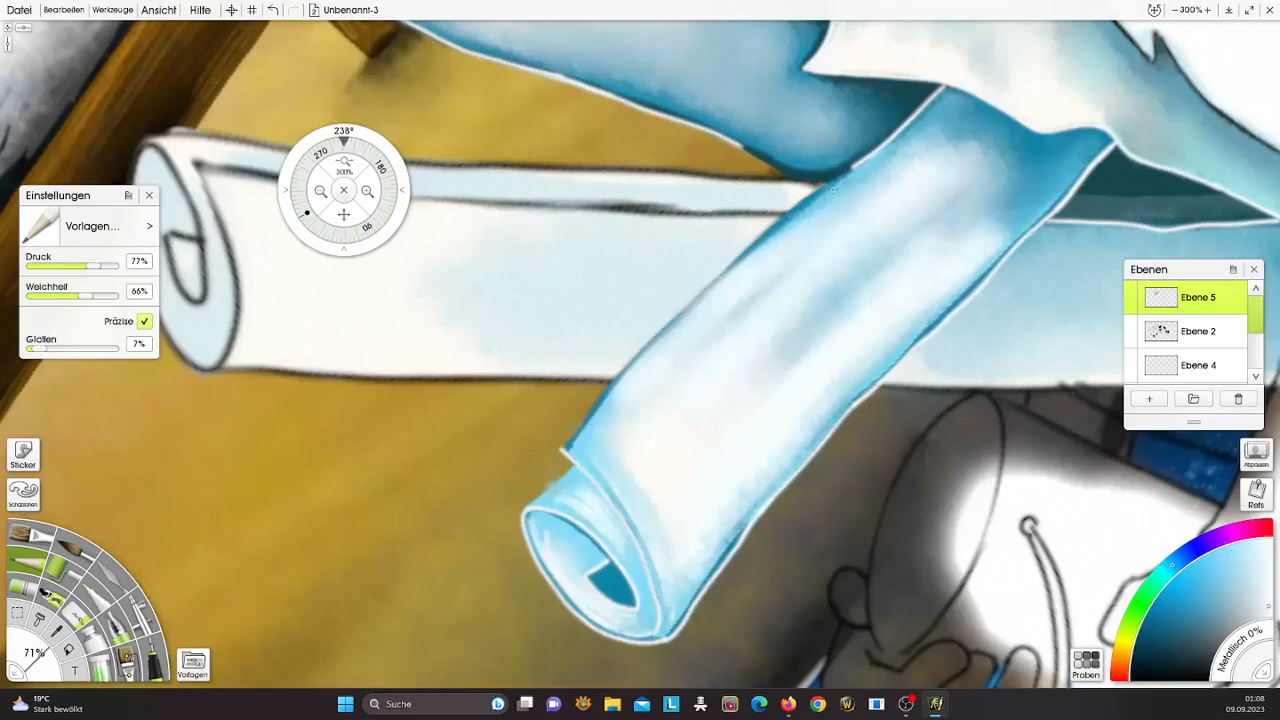 Datei Bearbeiten Werkzeuge Ansicht Hilfe Unbenannt-3 300%
238°
270
180
300%
90
Einstellungen
Vorlagen...
Druck 77%
Weichheit 66%
Präzise
Glätten 7%
Ebenen
Ebene 5
Ebene 2
Ebene 4
Sticker
Schablonen
Abpausen
Refs
71%
T
Vorlagen
Proben
Metallisch 0%
19°C
Stark bewölkt
Suche
01:08
09.09.2023